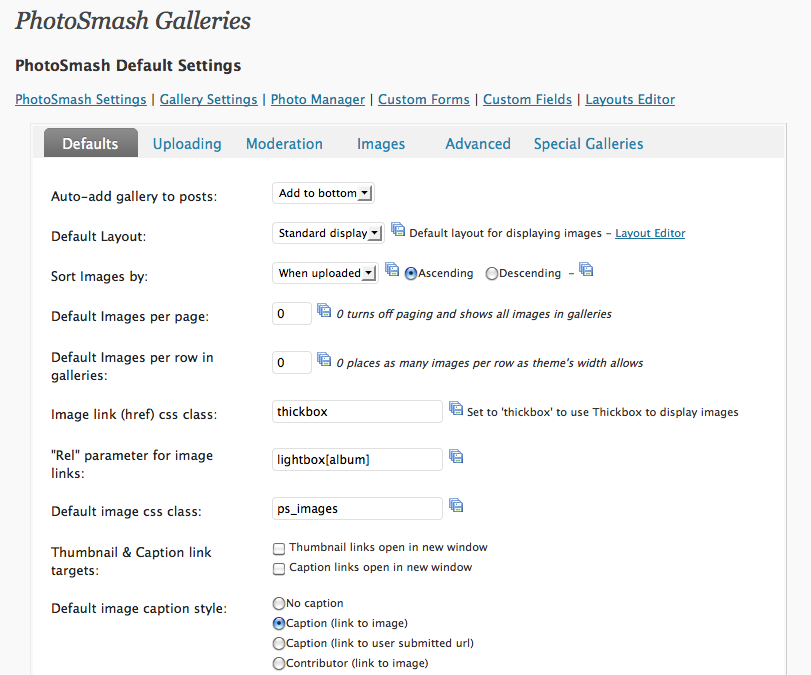 PhotoSmash Galleries
PhotoSmash Default Settings
PhotoSmash Settings | Gallery Settings | Photo Manager | Custom Forms | Custom Fields | Layouts Editor
Defaults Uploading Moderation Images Advanced Special Galleries
Auto-add gallery to posts: Add to bottom
Default Layout: Standard display Default layout for displaying images - Layout Editor
Sort Images by: When uploaded Ascending Descending -
Default Images per page: 0 0 turns off paging and shows all images in galleries
Default Images per row in
galleries: 0 0 places as many images per row as theme's width allows
Image link (href) css class: thickbox Set to 'thickbox' to use Thickbox to display images
"Rel" parameter for image
links: lightbox[album]
Default image css class: ps_images
Thumbnail & Caption link
targets: Thumbnail links open in new window
Caption links open in new window
Default image caption style: No caption
Caption (link to image)
Caption (link to user submitted url)
Contributor (link to image)